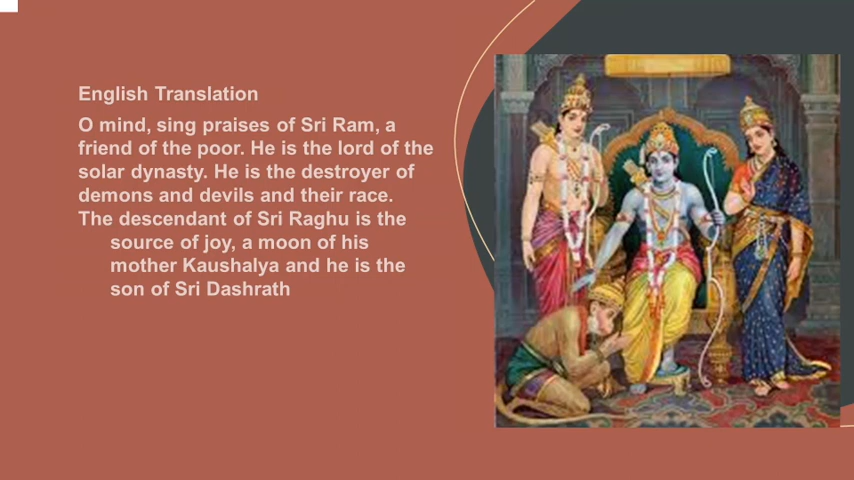 English Translation
O mind, sing praises of Sri Ram, a
friend of the poor. He is the lord of the
solar dynasty. He is the destroyer of
demons and devils and their race.
The descendant of Sri Raghu is the
source of joy, a moon of his
mother Kaushalya and he is the
son of Sri Dashrath